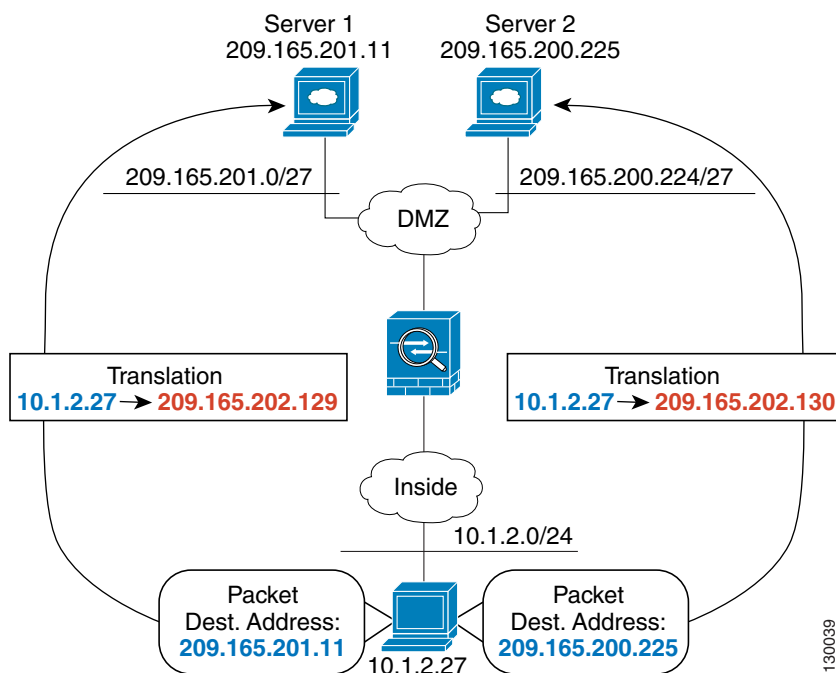 Server 1
209.165.201.11
Server 2
209.165.200.225
209.165.201.0/27
209.165.200.224/27
DMZ
Translation
10.1.2.27 → 209.165.202.129
Translation
10.1.2.27 → 209.165.202.130
Inside
10.1.2.0/24
Packet
Dest. Address:
209.165.201.11
Packet
Dest. Address:
209.165.200.225
10.1.2.27
130039